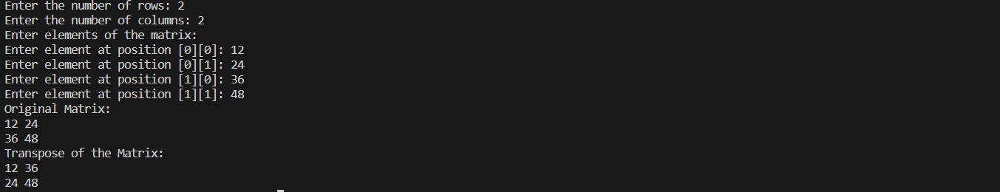 Enter the number of rows: 2
Enter the number of columns: 2
Enter elements of the matrix:
Enter element at position [0][0]: 12
Enter element at position [0][1]: 24
Enter element at position [1][0]: 36
Enter element at position [1][1]: 48
Original Matrix:
12 24
36 48
Transpose of the Matrix:
12 36
24 48